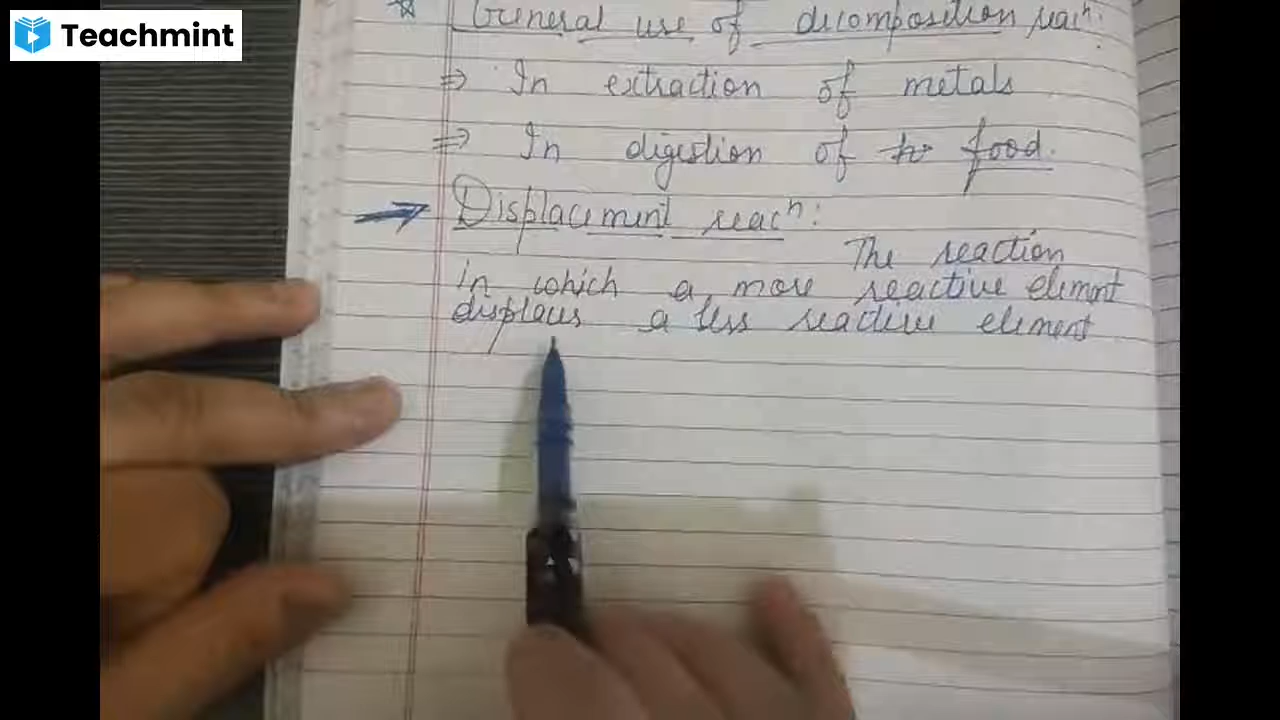 Teachmint
General use of decomposition reacⁿ:
⇒ In extraction of metals
⇒ In digestion of to food.
→ Displacement reacⁿ:
The reaction
in which a more reactive element
displaces a less reactive element